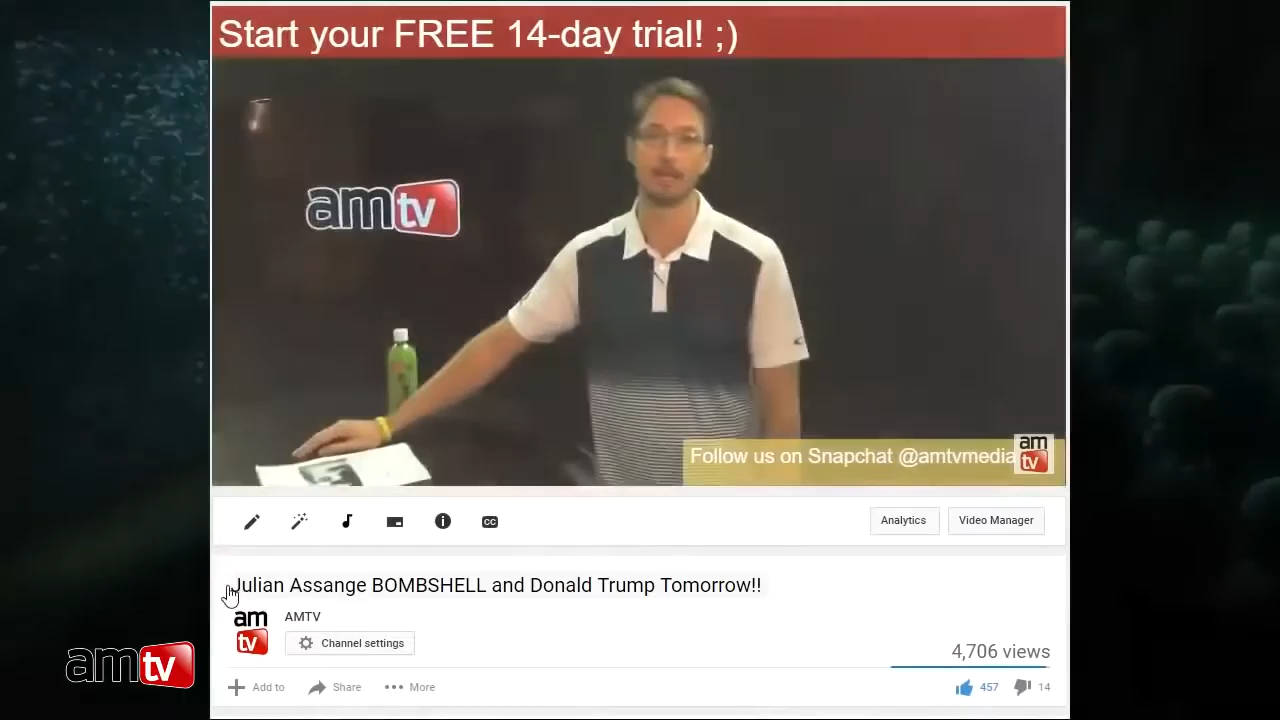 Start your FREE 14-day trial! ;)
amtv
Follow us on Snapchat @amtvmedia
am
tv
CC
Analytics
Video Manager
Julian Assange BOMBSHELL and Donald Trump Tomorrow!!
am
tv
AMTV
Channel settings
4,706 views
Add to
Share
More
457
14
amtv